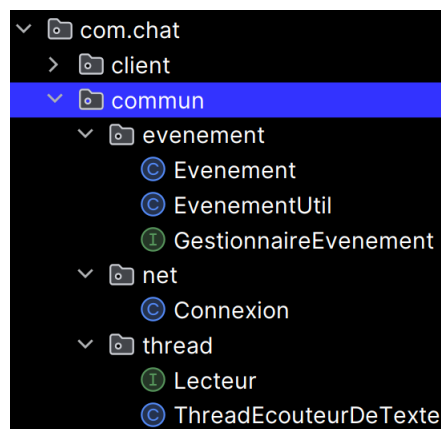 com.chat
client
commun
evenement
Evenement
EvenementUtil
GestionnaireEvenement
net
Connexion
thread
Lecteur
ThreadEcouteurDeTexte